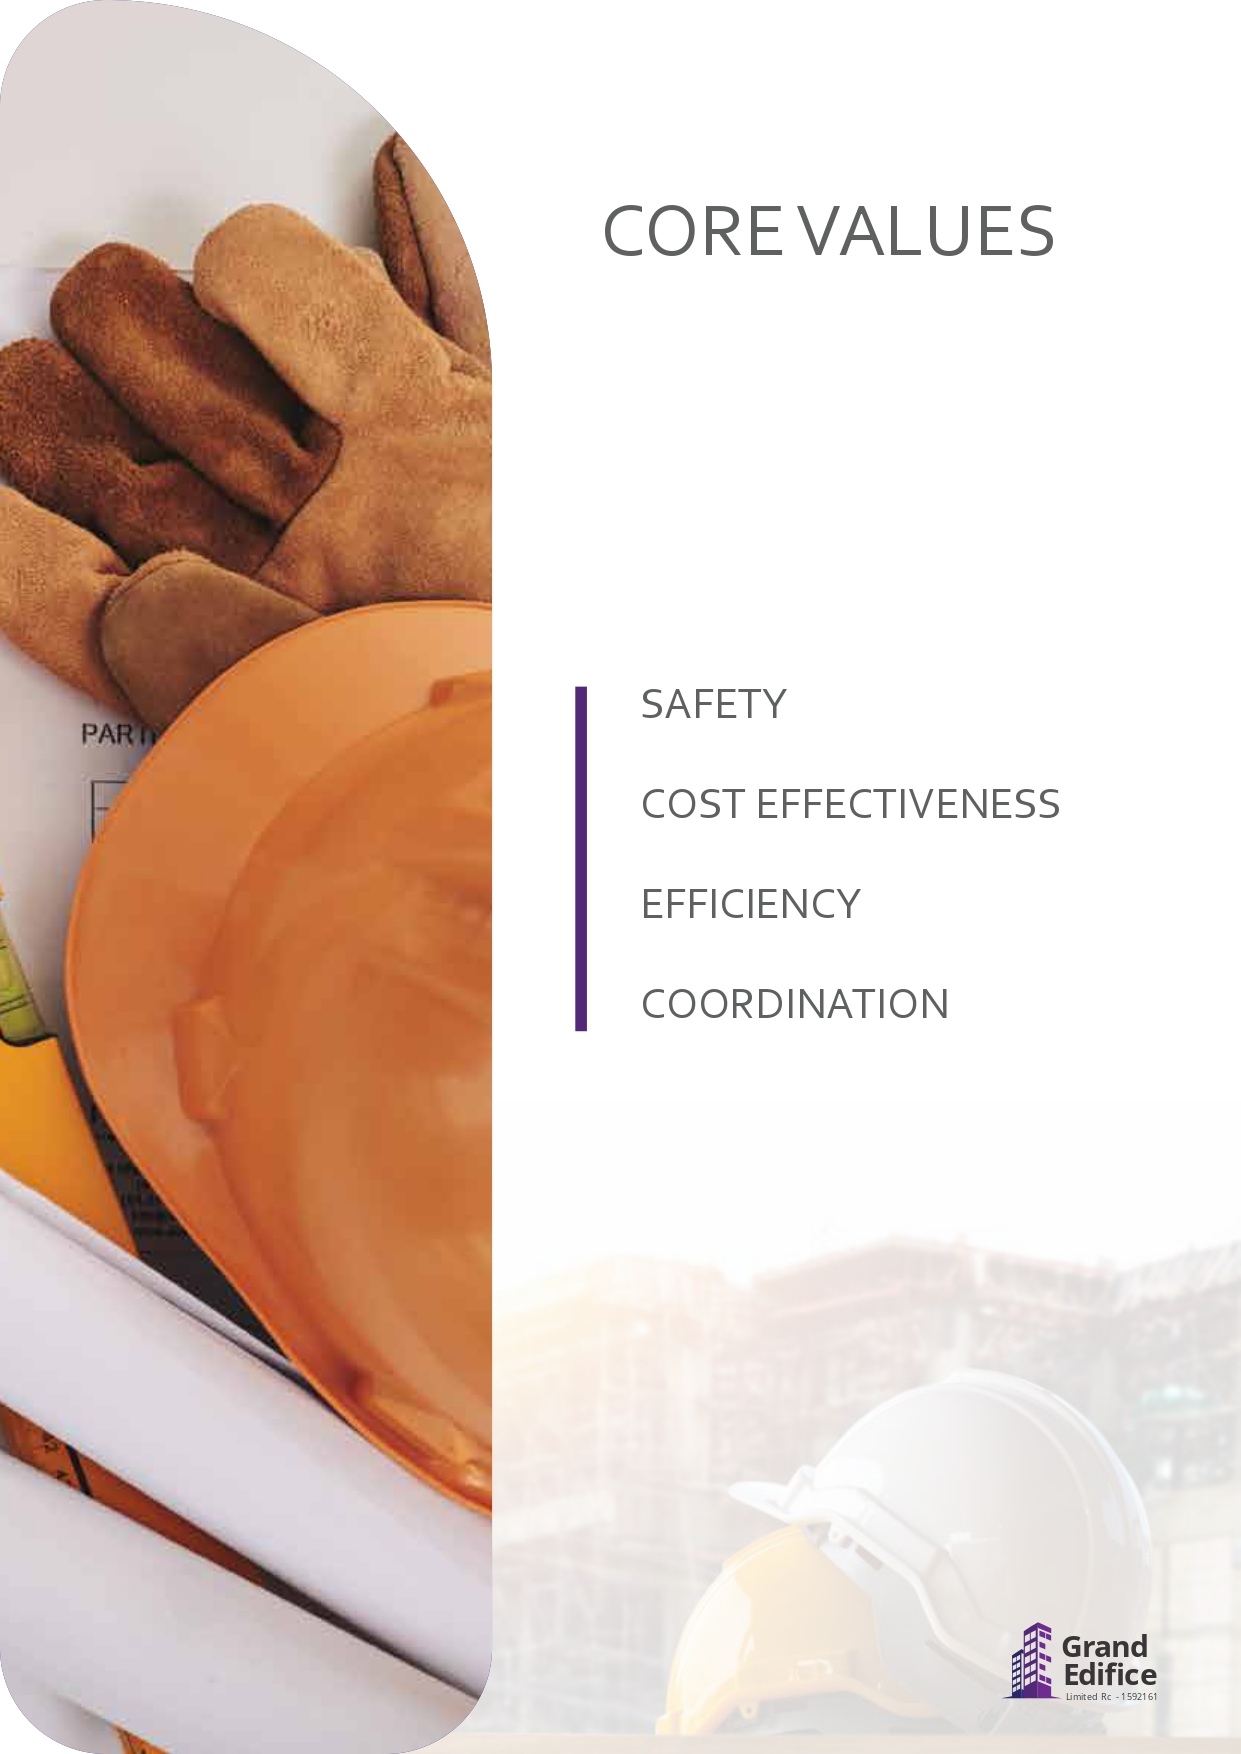 CORE VALUES
SAFETY
COST EFFECTIVENESS
EFFICIENCY
COORDINATION
Grand
Edifice
Limited Rc - 1592161